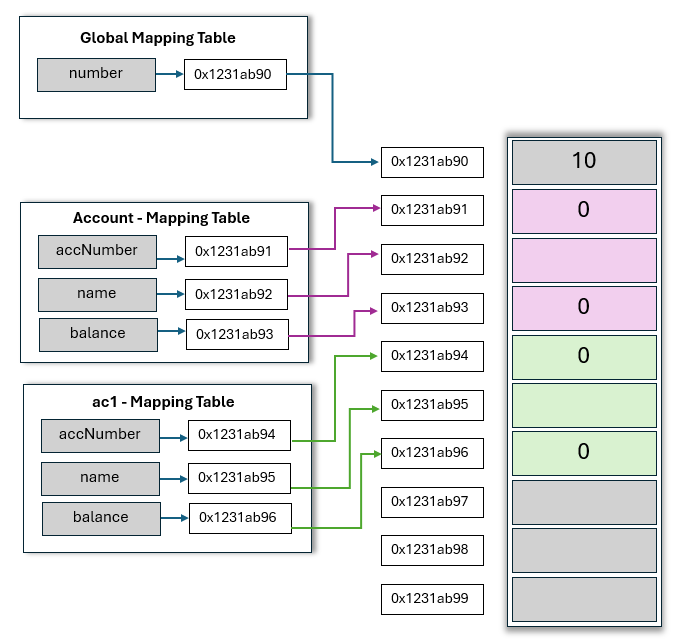 Global Mapping Table
number
0x1231ab90
Account - Mapping Table
accNumber
0x1231ab91
name
0x1231ab92
balance
0x1231ab93
ac1 - Mapping Table
accNumber
0x1231ab94
name
0x1231ab95
balance
0x1231ab96
0x1231ab90
10
0x1231ab91
0
0x1231ab92
0x1231ab93
0
0x1231ab94
0
0x1231ab95
0x1231ab96
0
0x1231ab97
0x1231ab98
0x1231ab99